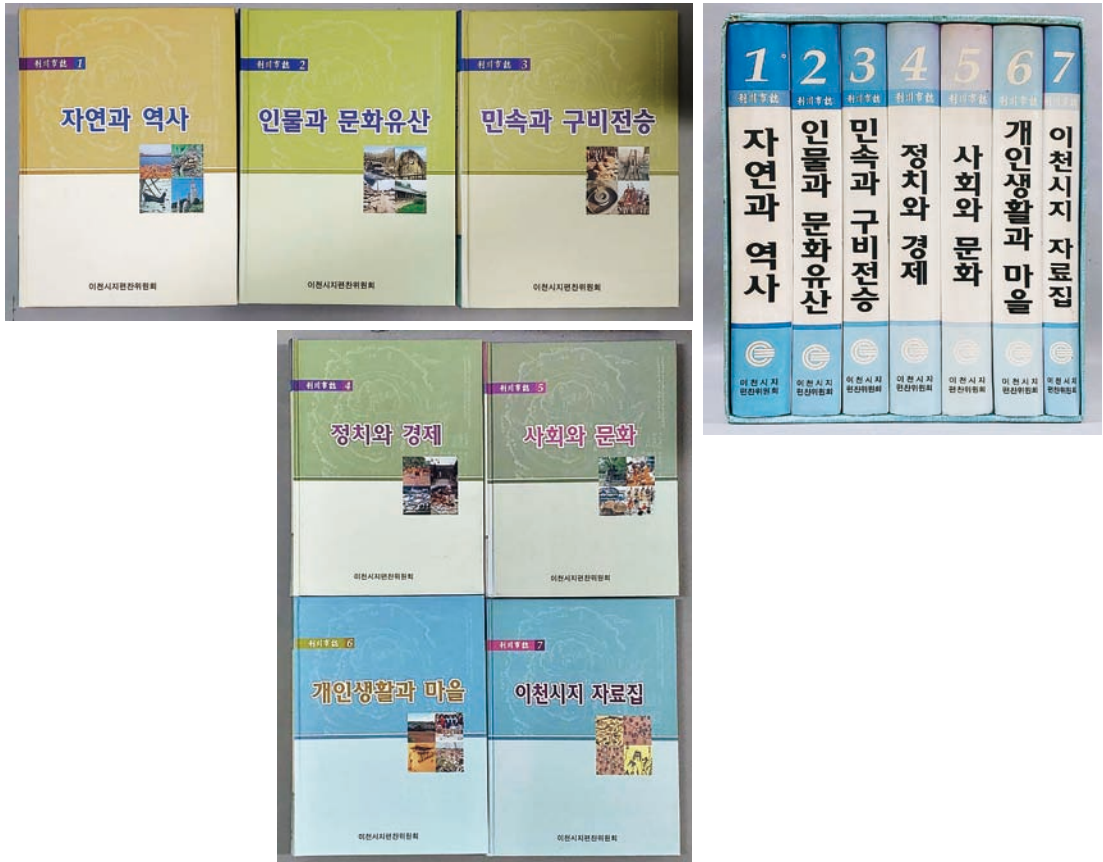 利川市誌 1
자연과 역사
이천시지편찬위원회
利川市誌 2
인물과 문화유산
이천시지편찬위원회
利川市誌 3
민속과 구비전승
이천시지편찬위원회
1
利川市誌
자연과 역사
이천시지
편찬위원회
2
利川市誌
인물과 문화유산
이천시지
편찬위원회
3
利川市誌
민속과 구비전승
이천시지
편찬위원회
4
利川市誌
정치와 경제
이천시지
편찬위원회
5
利川市誌
사회와 문화
이천시지
편찬위원회
6
利川市誌
개인생활과 마을
이천시지
편찬위원회
7
利川市誌
이천시지 자료집
이천시지
편찬위원회
利川市誌 4
정치와 경제
이천시지편찬위원회
利川市誌 5
사회와 문화
이천시지편찬위원회
利川市誌 6
개인생활과 마을
이천시지편찬위원회
利川市誌 7
이천시지 자료집
이천시지편찬위원회